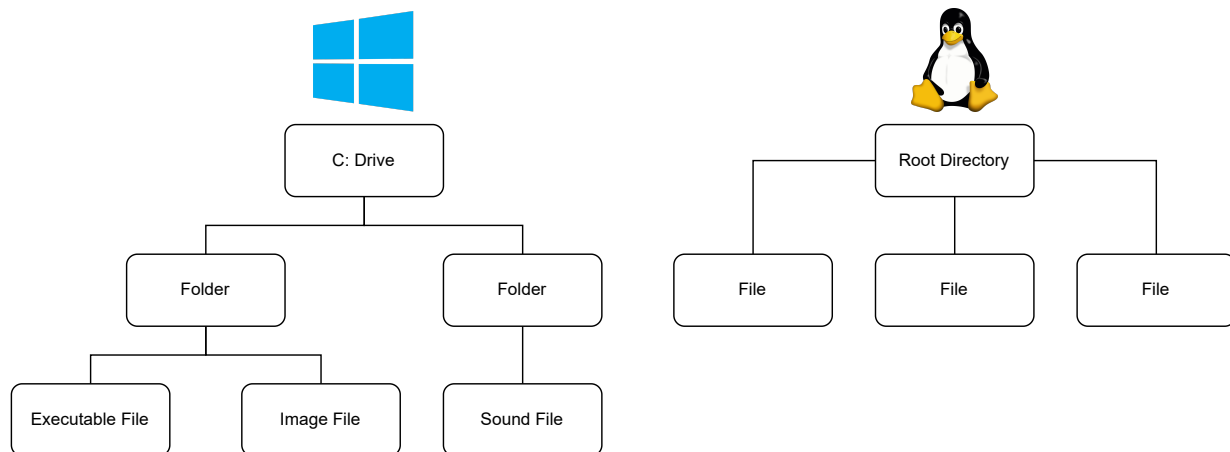 C: Drive
Root Directory
Folder
Folder
File
File
File
Executable File
Image File
Sound File